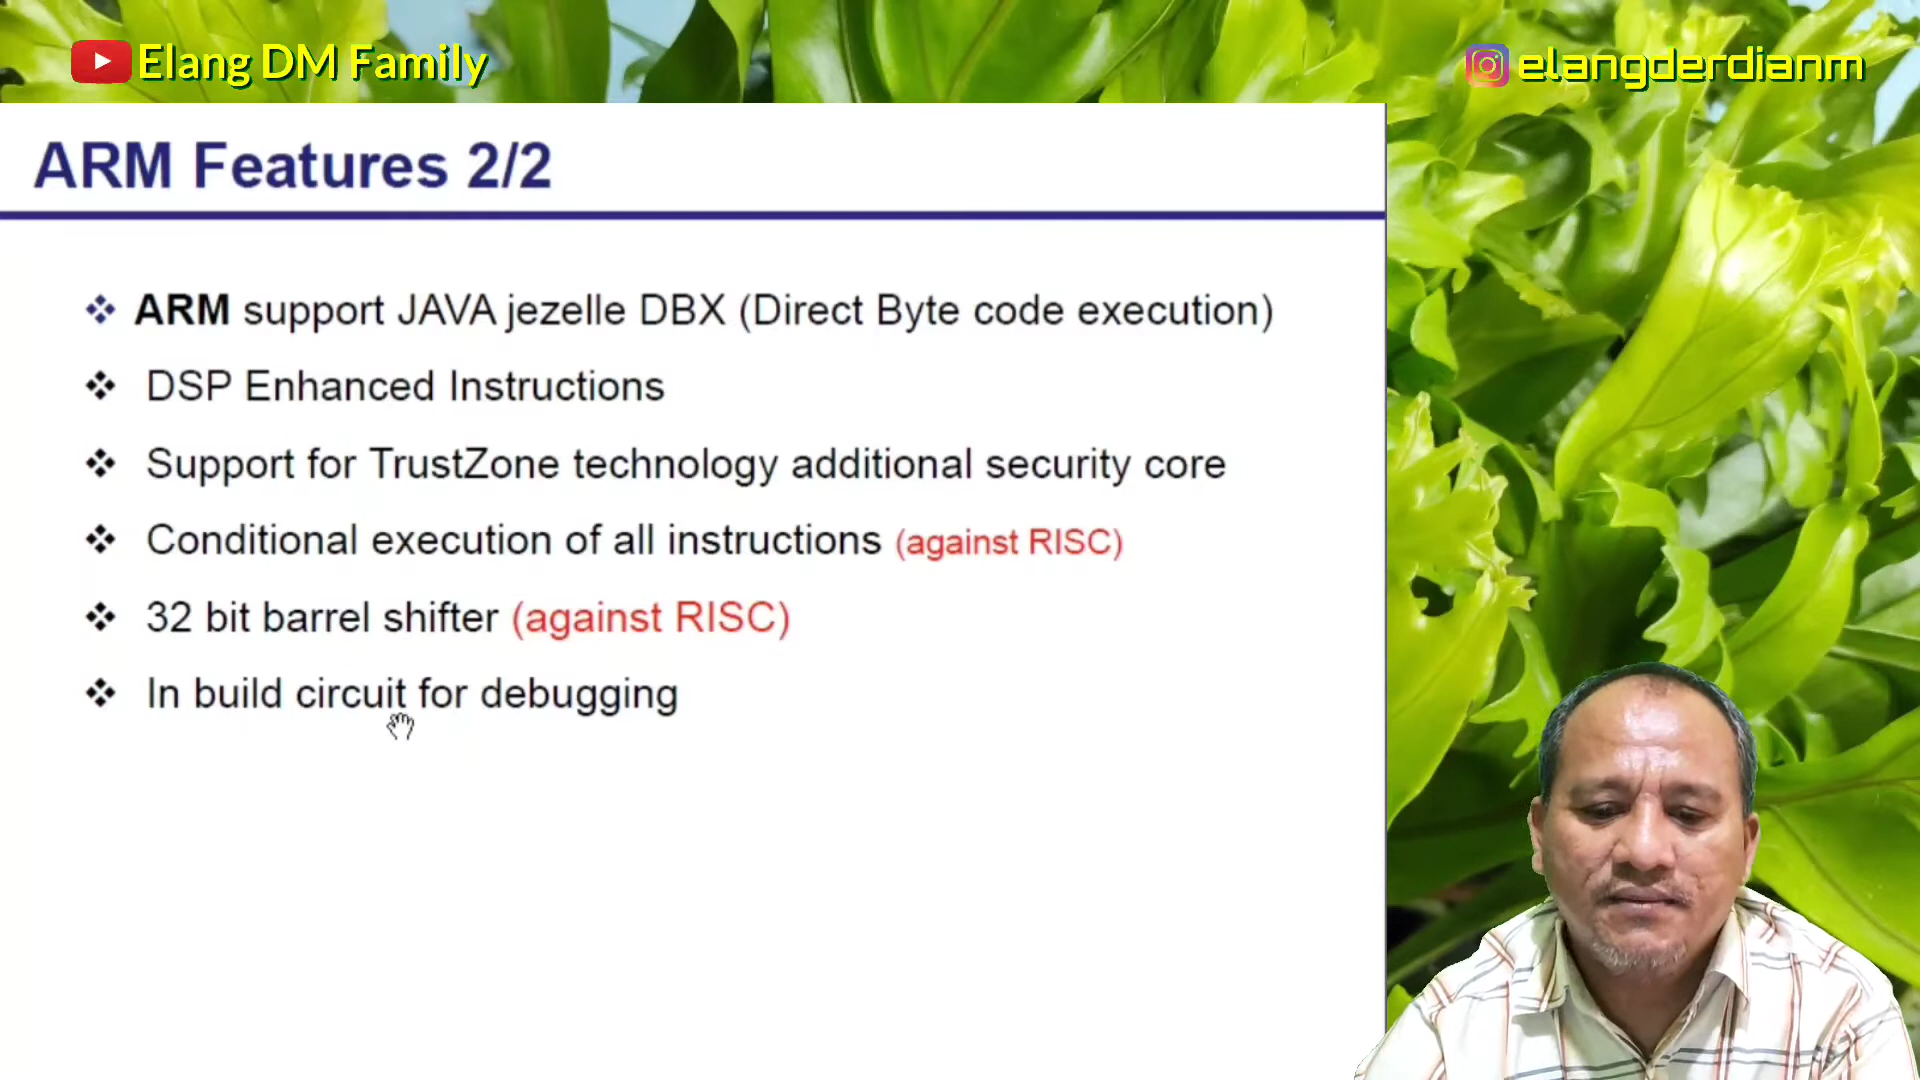 Elang DM Family
elangderdianm
ARM Features 2/2
❖ ARM support JAVA jezelle DBX (Direct Byte code execution)
❖ DSP Enhanced Instructions
❖ Support for TrustZone technology additional security core
❖ Conditional execution of all instructions (against RISC)
❖ 32 bit barrel shifter (against RISC)
❖ In build circuit for debugging